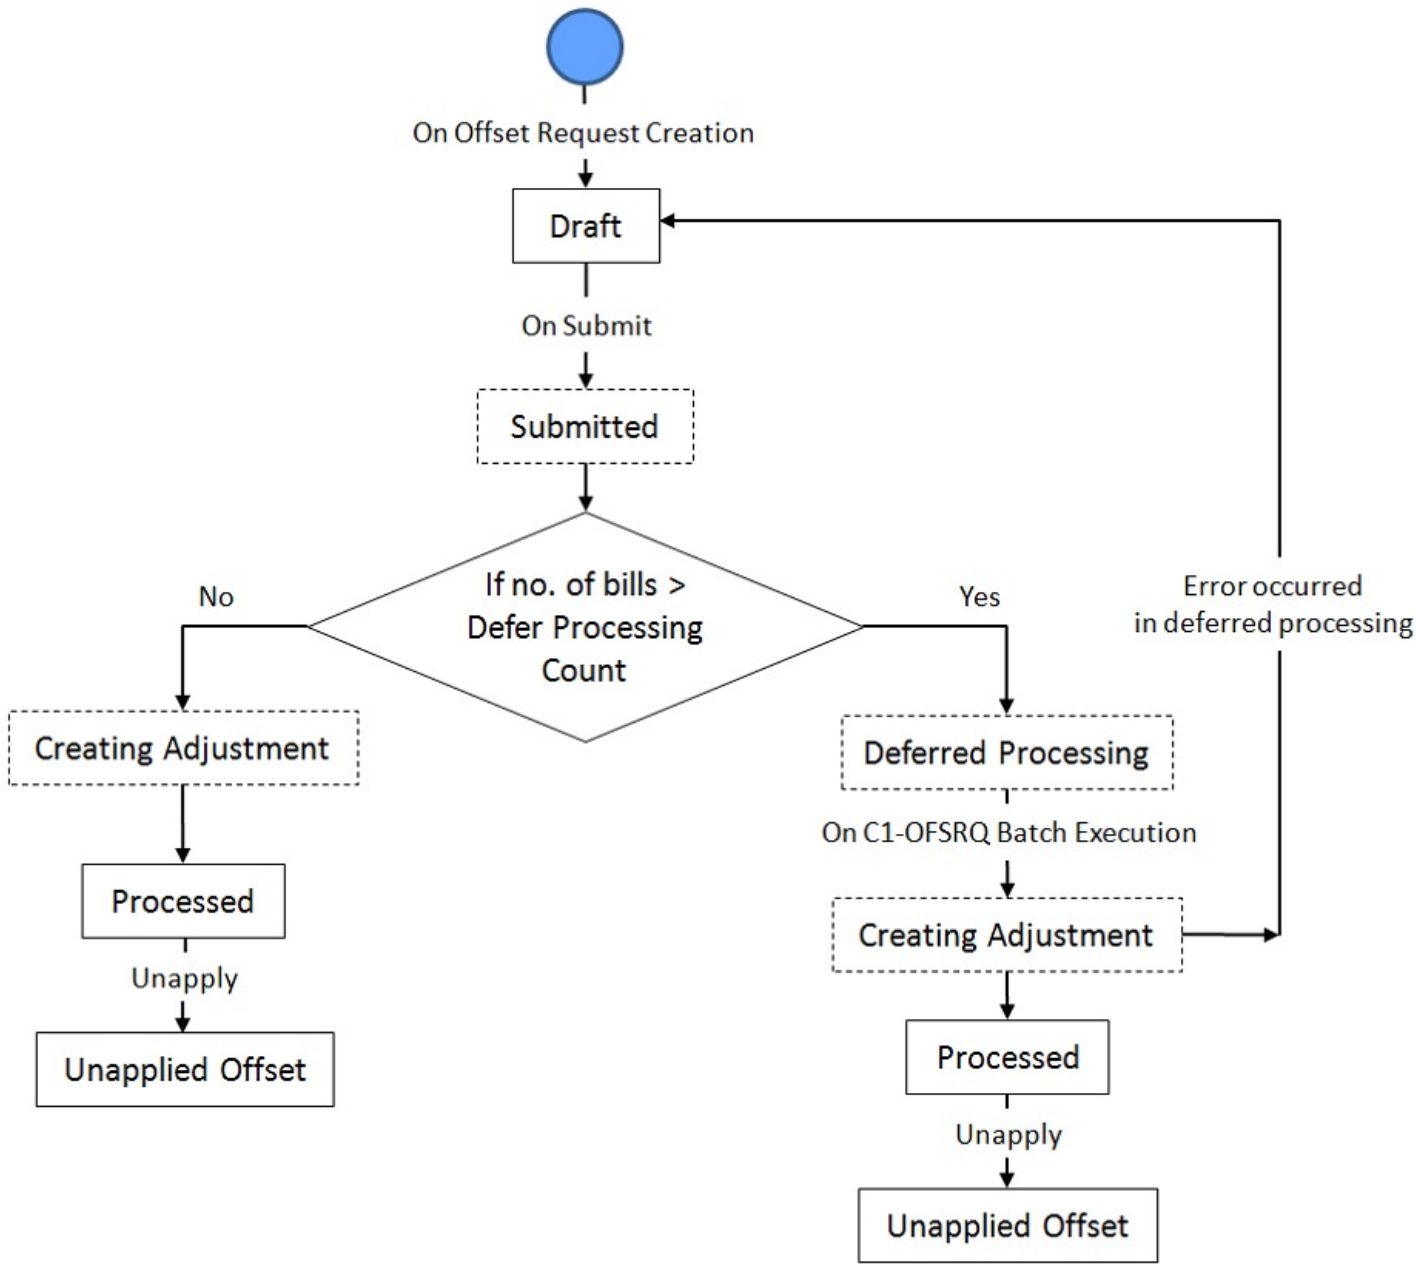 On Offset Request Creation
Draft
On Submit
Submitted
If no. of bills >
Defer Processing
Count
No
Yes
Error occurred
in deferred processing
Creating Adjustment
Processed
Unapply
Unapplied Offset
Deferred Processing
On C1-OFSRQ Batch Execution
Creating Adjustment
Processed
Unapply
Unapplied Offset